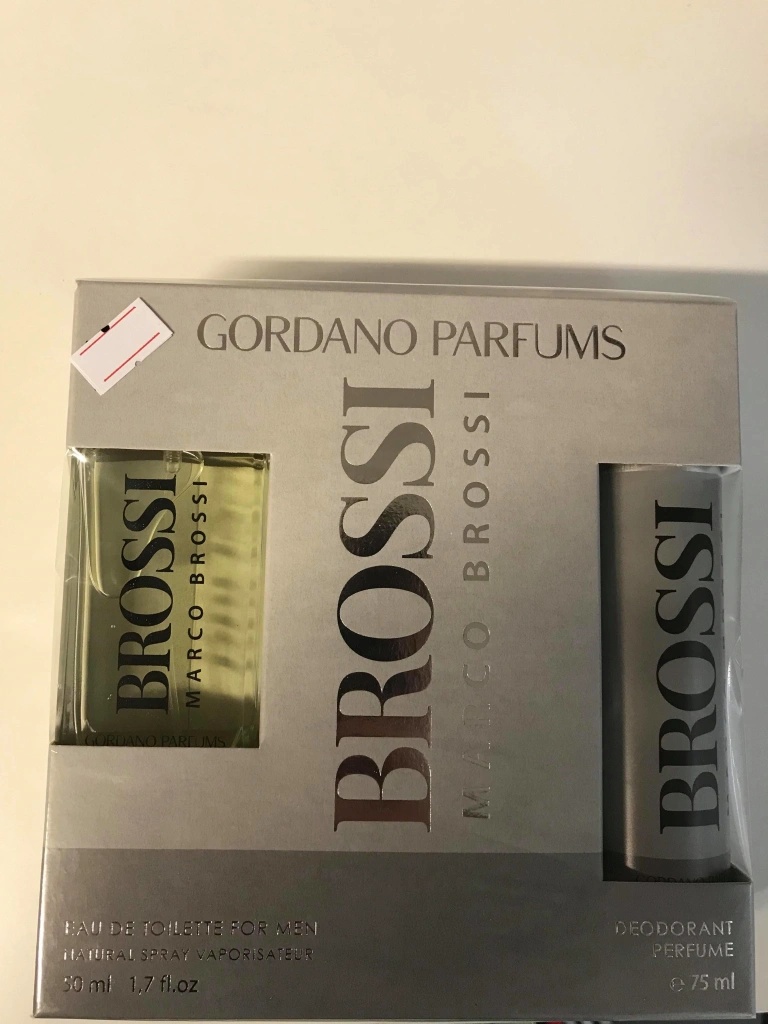 GORDANO PARFUMS
BROSSI
MARCO BROSSI
BROSSI
MARCO BROSSI
GORDANO PARFUMS
BROSSI
EAU DE TOILETTE FOR MEN
NATURAL SPRAY VAPORISATEUR
50 ml 1,7 fl.oz
DEODORANT
PERFUME
℮ 75 ml